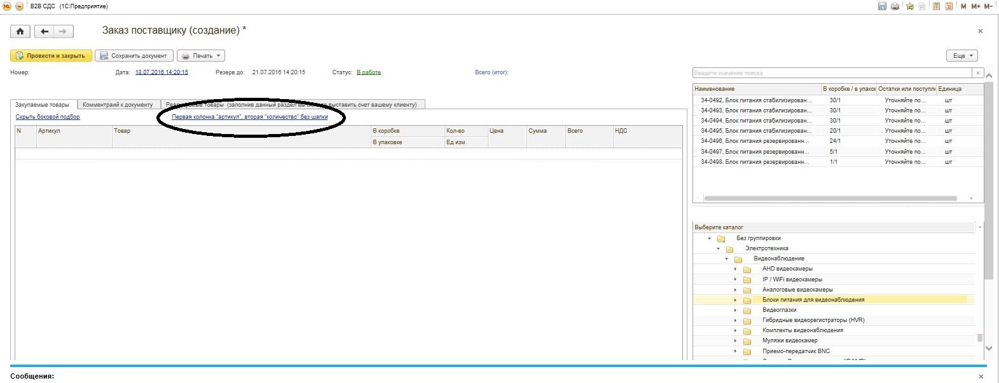 В2В СДС (1С:Предприятие)
M M+ M-
Заказ поставщику (создание) *
Провести и закрыть
Сохранить документ
Печать
Еще
Номер:
Дата: 18.07.2016 14:20:15
Резерв до: 21.07.2016 14:20:15
Статус: В работе
Всего (итог):
Введите значение поиска
Закупаемые товары
Комментраий к документу
товары (заполнив данный раздел вы выставить счет вашему клиенту)
Скрыть боковой подбор
Первая колонка "артикул", вторая "количество" без шапки
N Артикул Товар В коробке Кол-во Цена Сумма Всего НДС
В упаковке Ед изм
Наименование В коробке / в упаков Остатки или поступле Единица
34-0492, Блок питания стабилизирован... 30/1 Уточняйте по... шт
34-0493, Блок питания стабилизирован... 30/1 Уточняйте по... шт
34-0494, Блок питания стабилизирован... 30/1 Уточняйте по... шт
34-0495, Блок питания стабилизирован... 20/1 Уточняйте по... шт
34-0496, Блок питания резервированн... 24/1 Уточняйте по... шт
34-0497, Блок питания резервированн... 5/1 Уточняйте по... шт
34-0498, Блок питания резервированн... 1/1 Уточняйте по... шт
Выберите каталог
Без группировки
Электротехника
Видеонаблюдение
AHD видеокамеры
IP / WiFi видеокамеры
Аналоговые видеокамеры
Блоки питания для видеонаблюдения
Видеоглазки
Гибридные видеорегистраторы (HVR)
Комплекты видеонаблюдения
Муляжи видеокамер
Приемо-передатчик BNC
Сообщения: